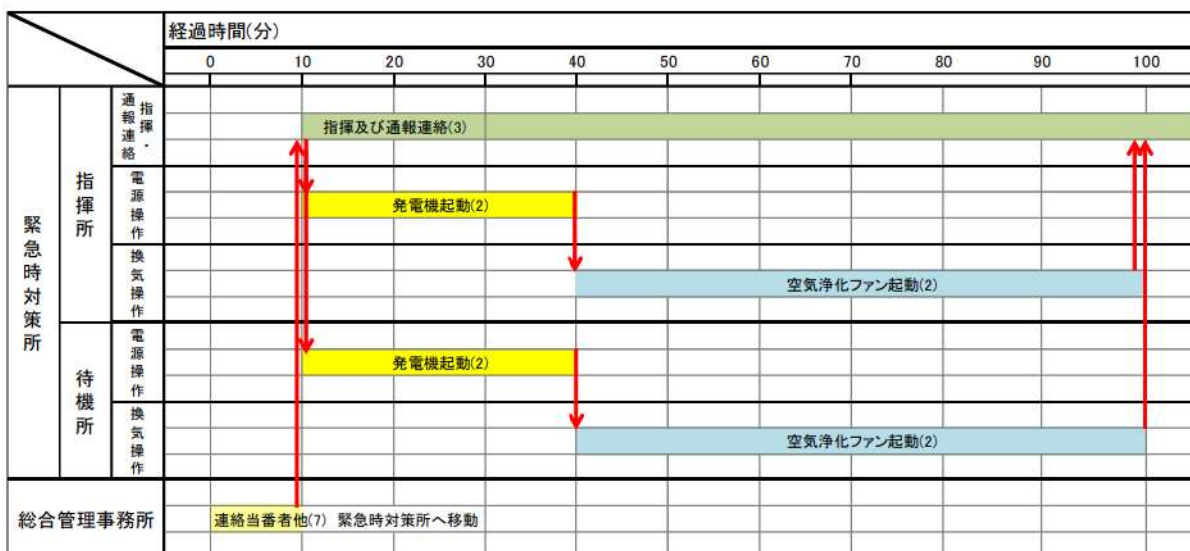 経過時間(分)
0 10 20 30 40 50 60 70 80 90 100
緊急時対策所
指揮所
指揮・通報連絡
指揮及び通報連絡(3)
電源操作
発電機起動(2)
換気操作
空気浄化ファン起動(2)
待機所
電源操作
発電機起動(2)
換気操作
空気浄化ファン起動(2)
総合管理事務所
連絡当番者他(7) 緊急時対策所へ移動